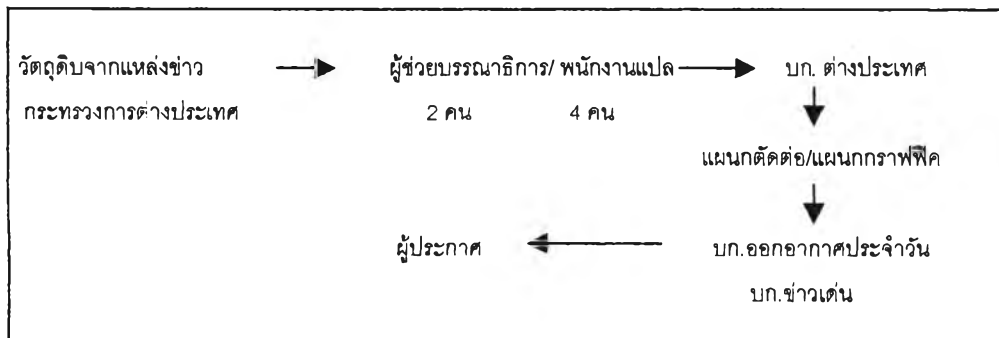 วัตถุดิบจากแหล่งข่าว
กระทรวงการต่างประเทศ
ผู้ช่วยบรรณาธิการ/ พนักงานแปล
2 คน 4 คน
บก. ต่างประเทศ
แผนกตัดต่อ/แผนกกราฟฟิค
บก.ออกอากาศประจำวัน
บก.ข่าวเด่น
ผู้ประกาศ